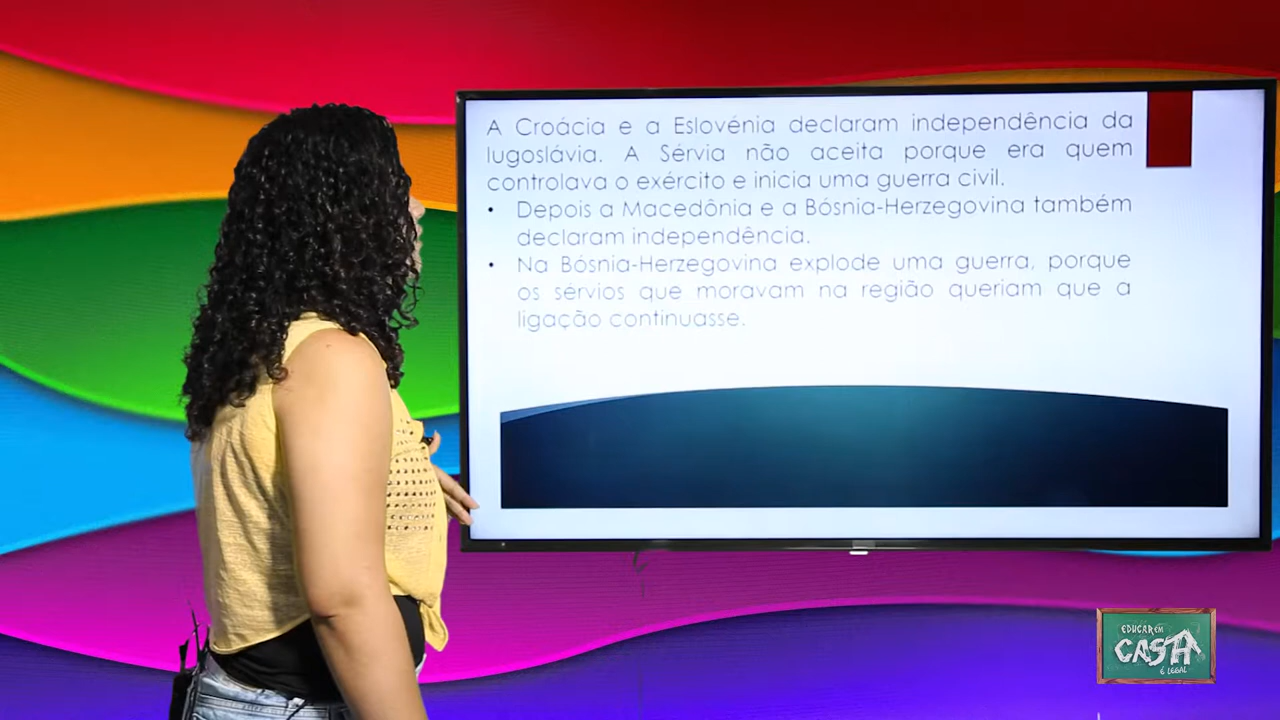 A Croácia e a Eslovénia declaram independência da
Iugoslávia. A Sérvia não aceita porque era quem
controlava o exército e inicia uma guerra civil.
• Depois a Macedônia e a Bósnia-Herzegovina também
declaram independência.
• Na Bósnia-Herzegovina explode uma guerra, porque
os sérvios que moravam na região queriam que a
ligação continuasse.
EDUCAR EM
CASA
É LEGAL